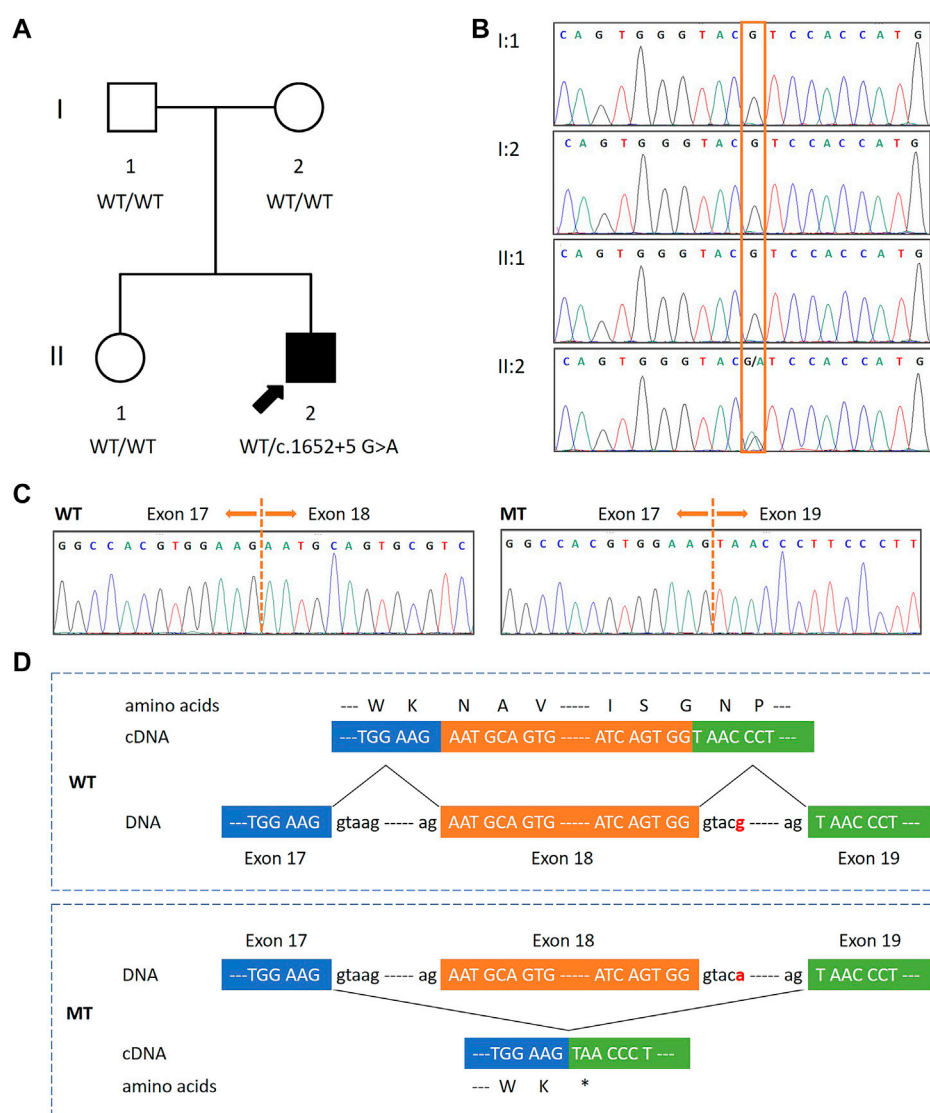 A
I
1
2
WT/WT
WT/WT
II
1
2
WT/WT
WT/c.1652+5 G>A
B
I:1
C A G T G G G T A C G T C C A C C A T G
I:2
C A G T G G G T A C G T C C A C C A T G
II:1
C A G T G G G T A C G T C C A C C A T G
II:2
C A G T G G G T A C G/A T C C A C C A T G
C
WT
Exon 17
Exon 18
G G C C A C G T G G A A G A A T G C A G T G C G T C
MT
Exon 17
Exon 19
G G C C A C G T G G A A G T A A C C C T T C C C T T
D
amino acids
--- W K N A V ----- I S G N P ---
cDNA
---TGG AAG AAT GCA GTG ----- ATC AGT GG T AAC CCT ---
WT
DNA
---TGG AAG gtaag ----- ag AAT GCA GTG ----- ATC AGT GG gtacg ----- ag T AAC CCT ---
Exon 17
Exon 18
Exon 19
Exon 17
Exon 18
Exon 19
DNA
---TGG AAG gtaag ----- ag AAT GCA GTG ----- ATC AGT GG gtaca ----- ag T AAC CCT ---
MT
cDNA
---TGG AAG TAA CCC T ---
amino acids
--- W K *